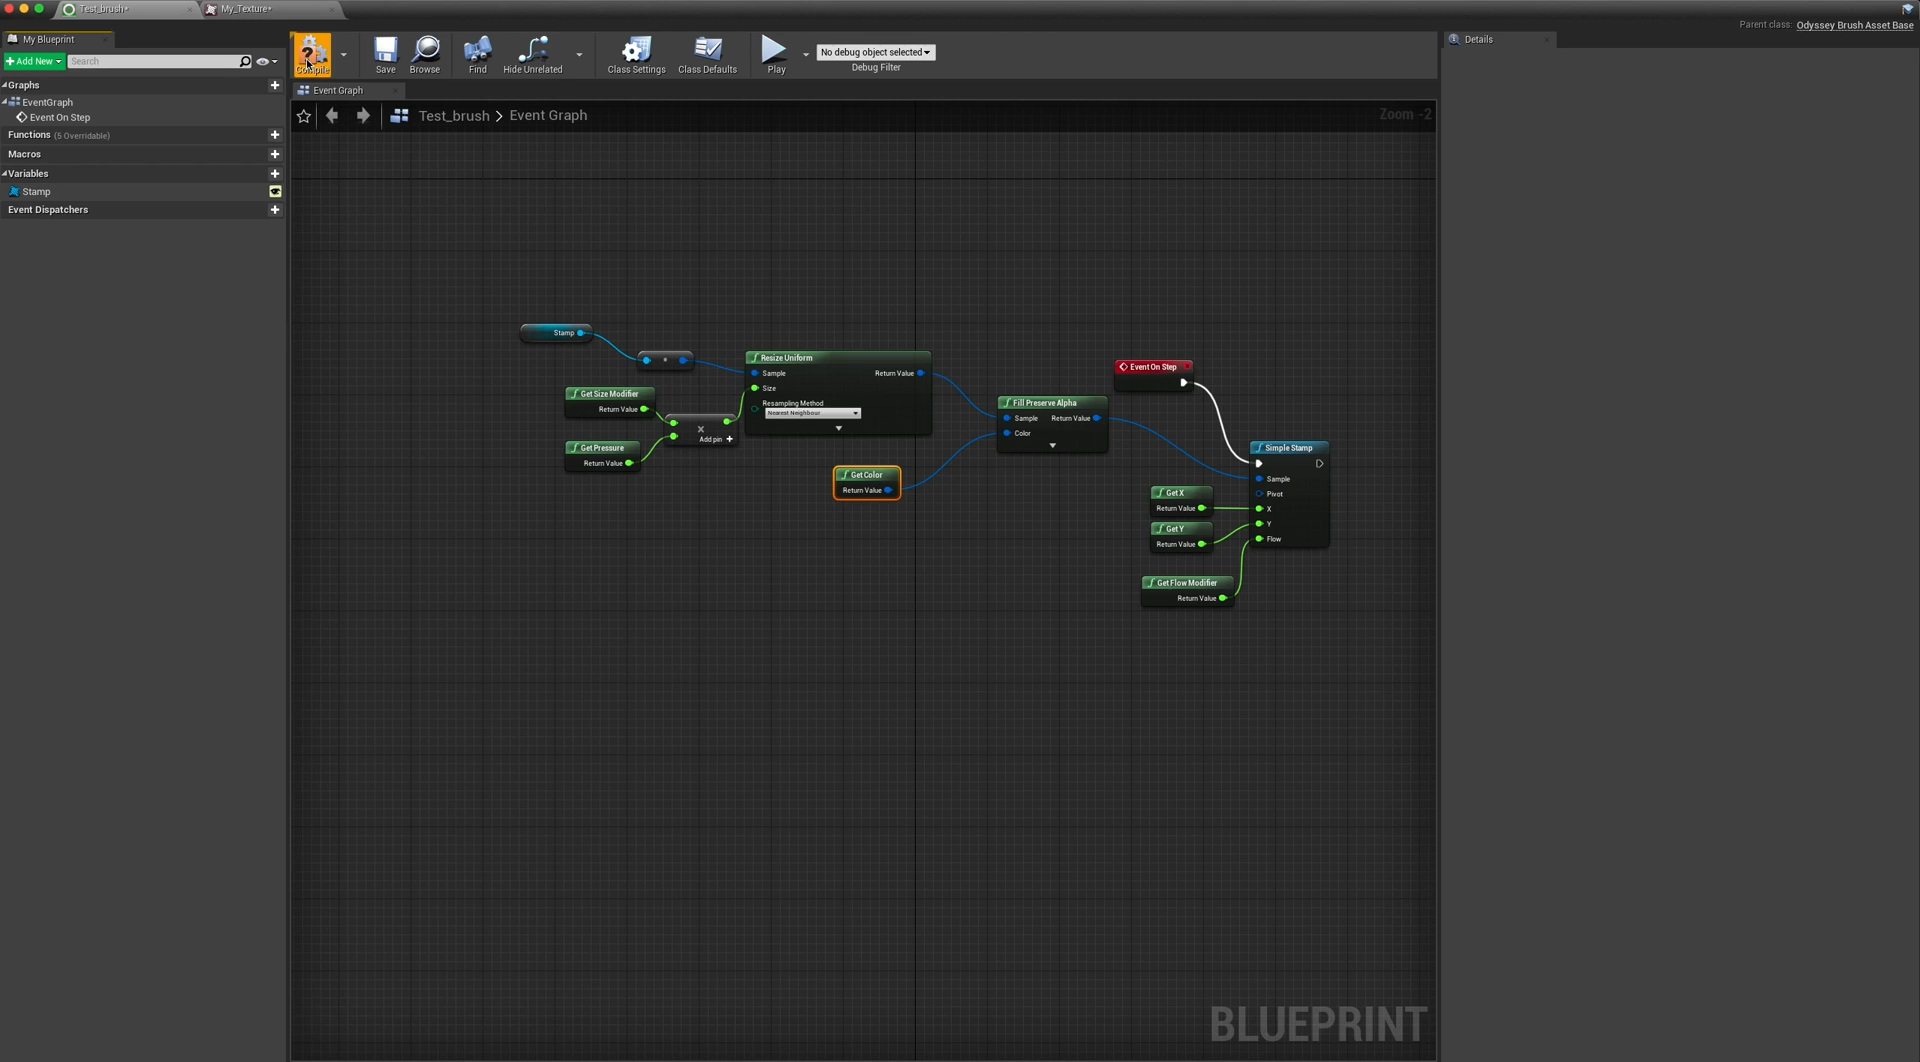 Test_brush*
My_Texture*
Parent class: Odyssey Brush Asset Base
My Blueprint
Add New
Search
Graphs
EventGraph
Event On Step
Functions (5 Overridable)
Macros
Variables
Stamp
Event Dispatchers
Compile
Save
Browse
Find
Hide Unrelated
Class Settings
Class Defaults
Play
No debug object selected
Debug Filter
Event Graph
Test_brush > Event Graph
Zoom -2
Stamp
Get Size Modifier
Return Value
Get Pressure
Return Value
Add pin
Resize Uniform
Sample Return Value
Size
Resampling Method
Nearest Neighbour
Get Color
Return Value
Fill Preserve Alpha
Sample Return Value
Color
Event On Step
Simple Stamp
Sample
Pivot
X
Y
Flow
Get X
Return Value
Get Y
Return Value
Get Flow Modifier
Return Value
BLUEPRINT
Details